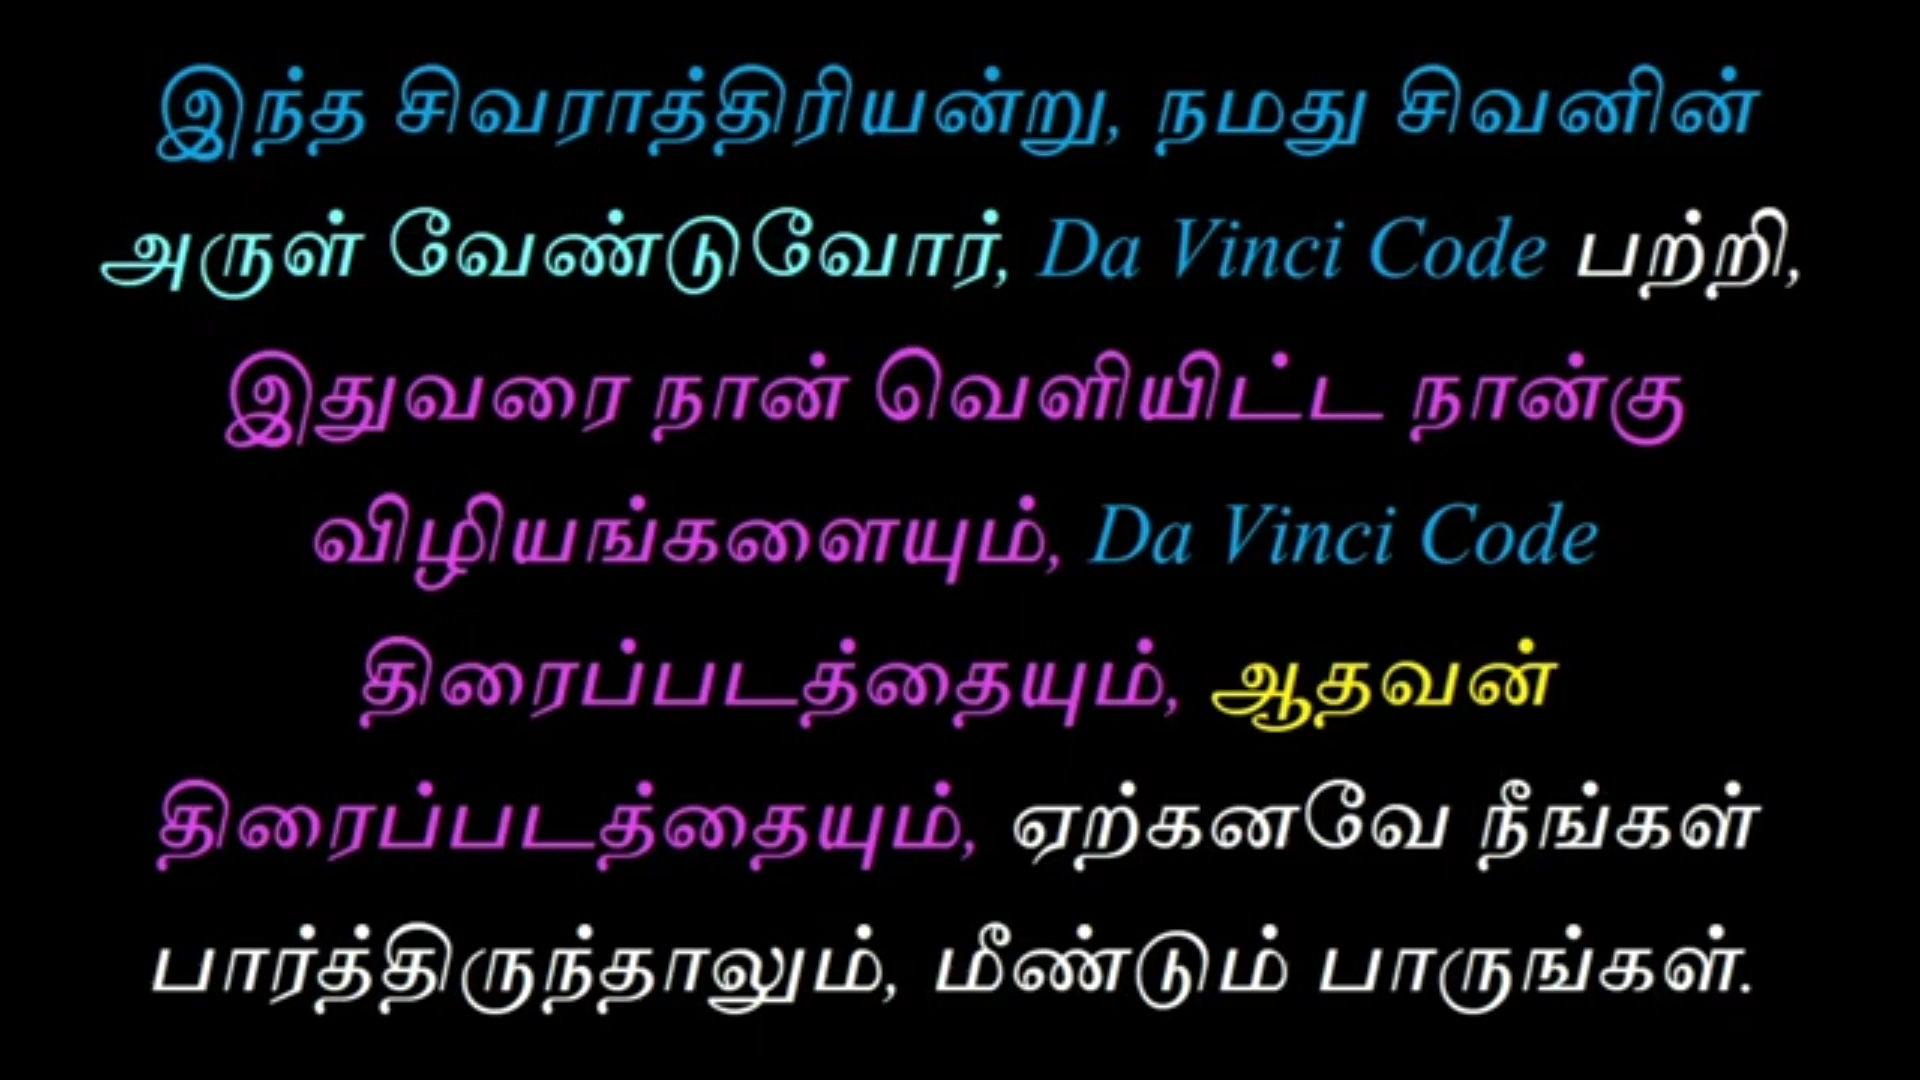 இந்த சிவராத்திரியன்று, நமது சிவனின்
அருள் வேண்டுவோர், Da Vinci Code பற்றி,
இதுவரை நான் வெளியிட்ட நான்கு
விழியங்களையும், Da Vinci Code
திரைப்படத்தையும், ஆதவன்
திரைப்படத்தையும், ஏற்கனவே நீங்கள்
பார்த்திருந்தாலும், மீண்டும் பாருங்கள்.